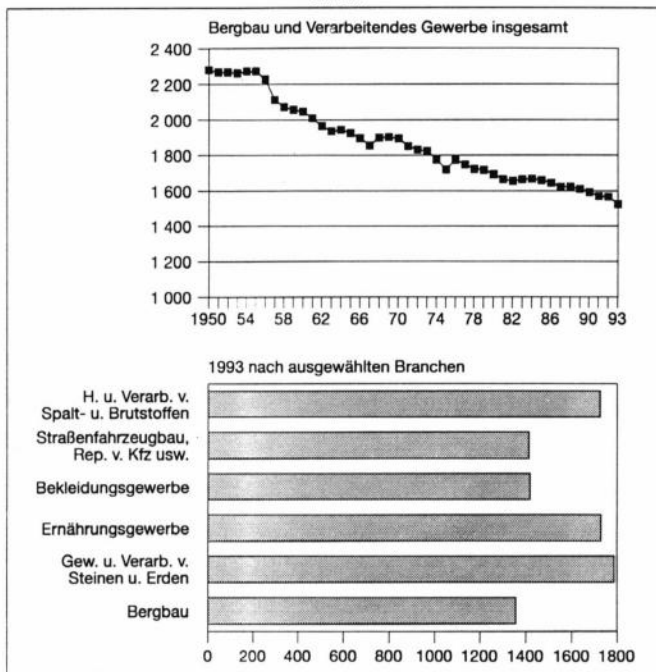 Bergbau und Verarbeitendes Gewerbe insgesamt
2 400
2 200
2 000
1 800
1 600
1 400
1 200
1 000
1950 54 58 62 66 70 74 78 82 86 90 93
1993 nach ausgewählten Branchen
H. u. Verarb. v.
Spalt- u. Brutstoffen
Straßenfahrzeugbau,
Rep. v. Kfz usw.
Bekleidungsgewerbe
Ernährungsgewerbe
Gew. u. Verarb. v.
Steinen u. Erden
Bergbau
0 200 400 600 800 1000 1200 1400 1600 1800